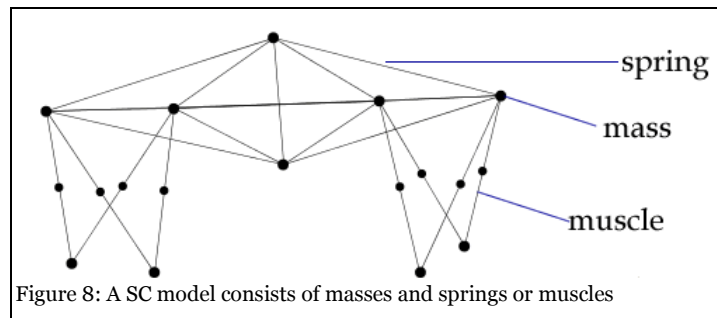 spring
mass
muscle
Figure 8: A SC model consists of masses and springs or muscles